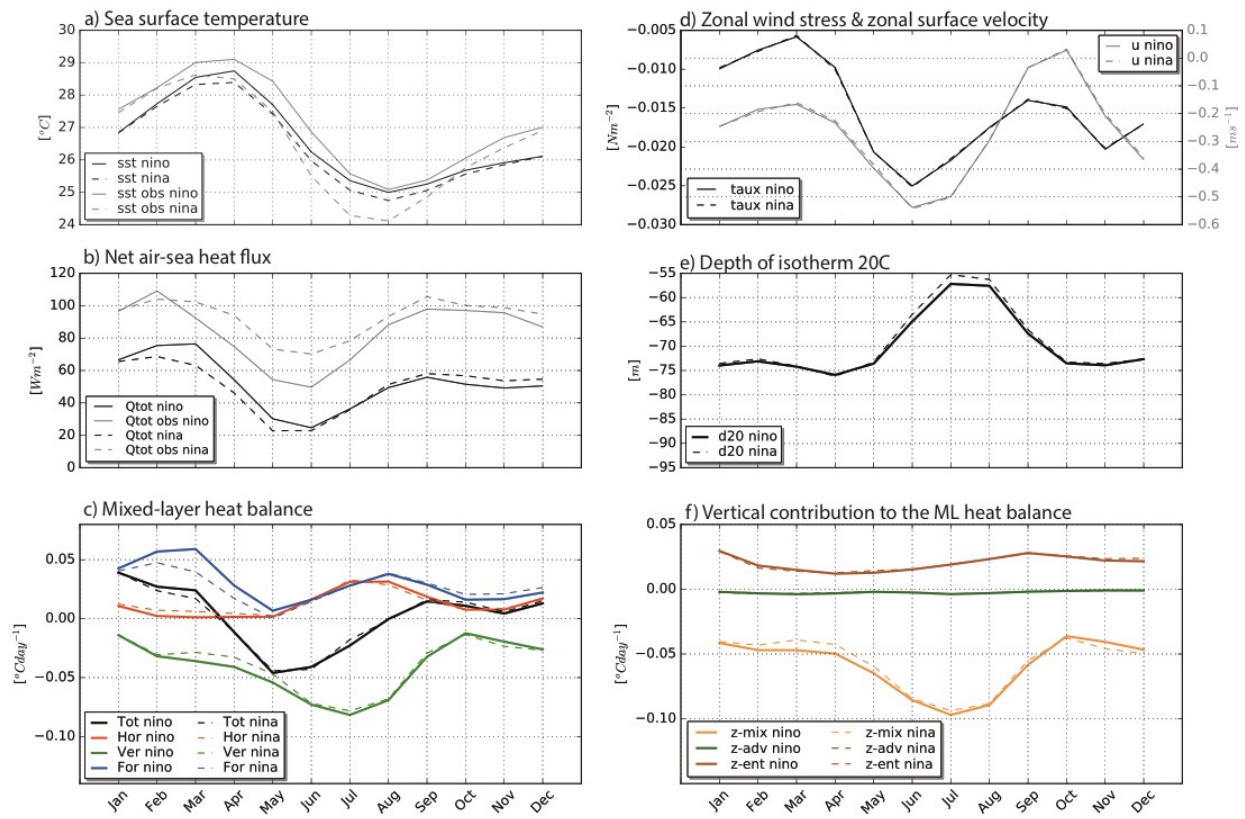 a) Sea surface temperature
30
29
28
27
26
25
24
[°C]
sst nino
sst nina
sst obs nino
sst obs nina
b) Net air-sea heat flux
120
100
80
60
40
20
0
[Wm⁻²]
Qtot nino
Qtot obs nino
Qtot nina
Qtot obs nina
c) Mixed-layer heat balance
0.05
0.00
−0.05
−0.10
[°Cday⁻¹]
Tot nino Tot nina
Hor nino Hor nina
Ver nino Ver nina
For nino For nina
Jan Feb Mar Apr May Jun Jul Aug Sep Oct Nov Dec
d) Zonal wind stress & zonal surface velocity
−0.005
−0.010
−0.015
−0.020
−0.025
−0.030
[Nm⁻²]
u nino
u nina
taux nino
taux nina
0.1
0.0
−0.1
−0.2
−0.3
−0.4
−0.5
−0.6
[ms⁻¹]
e) Depth of isotherm 20C
−55
−60
−65
−70
−75
−80
−85
−90
−95
[m]
d20 nino
d20 nina
f) Vertical contribution to the ML heat balance
0.05
0.00
−0.05
−0.10
[°Cday⁻¹]
z-mix nino z-mix nina
z-adv nino z-adv nina
z-ent nino z-ent nina
Jan Feb Mar Apr May Jun Jul Aug Sep Oct Nov Dec